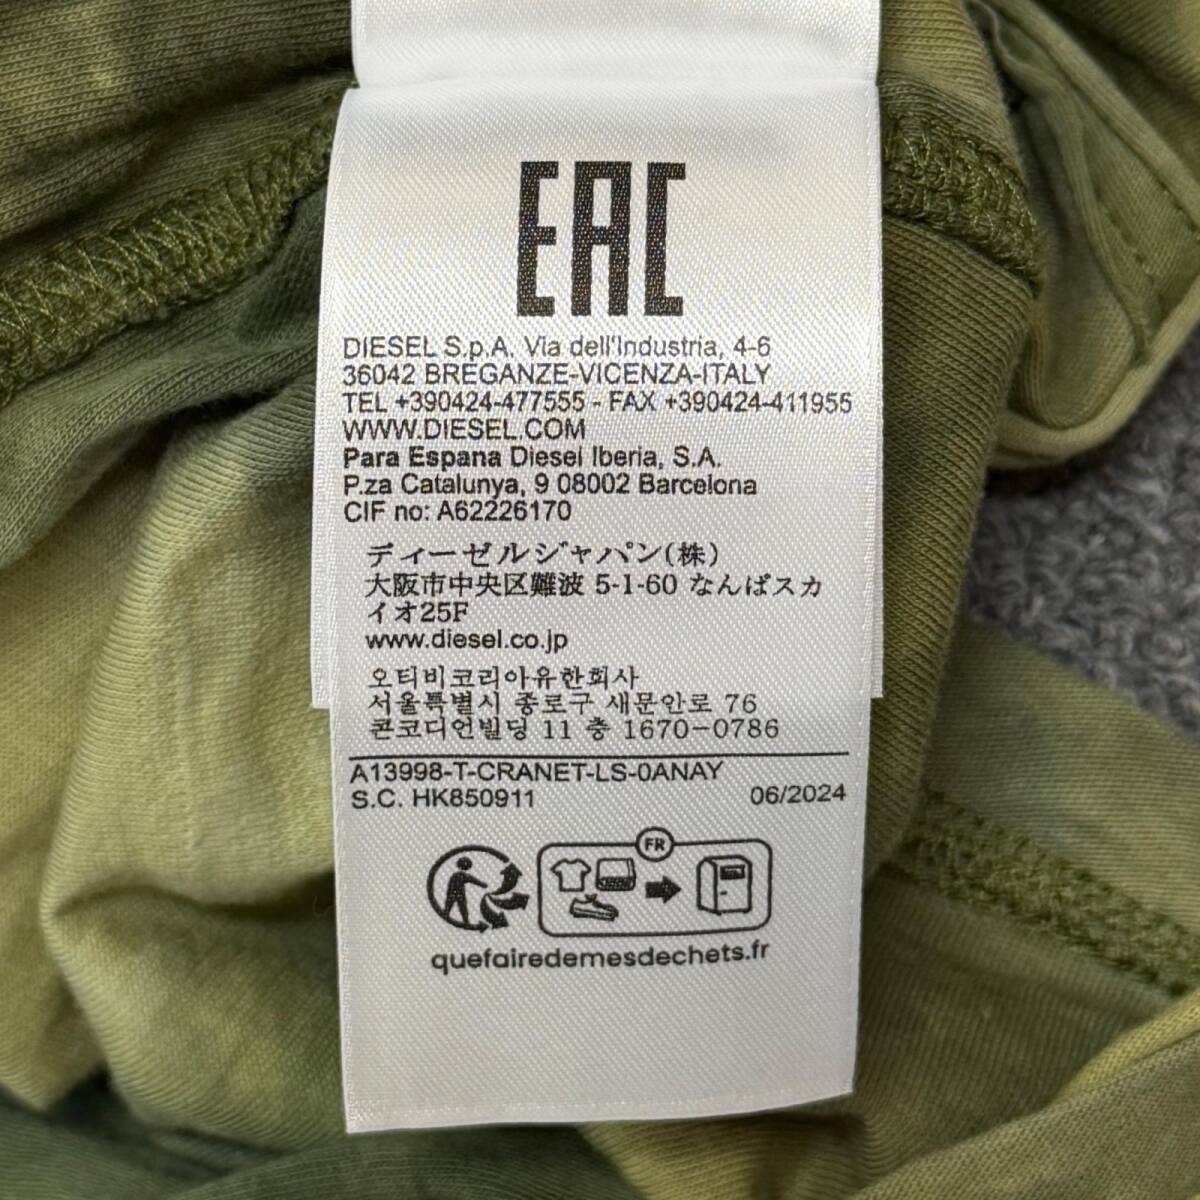 EAC
DIESEL S.p.A. Via dell'Industria, 4-6
36042 BREGANZE-VICENZA-ITALY
TEL +390424-477555 - FAX +390424-411955
WWW.DIESEL.COM
Para Espana Diesel Iberia, S.A.
P.za Catalunya, 9 08002 Barcelona
CIF no: A62226170
ディーゼルジャパン(株)
大阪市中央区難波 5-1-60 なんばスカ
イオ25F
www.diesel.co.jp
오티비코리아유한회사
서울특별시 종로구 새문안로 76
콘코디언빌딩 11 층 1670-0786
A13998-T-CRANET-LS-0ANAY
S.C. HK850911 06/2024
FR
quefairedemesdechets.fr